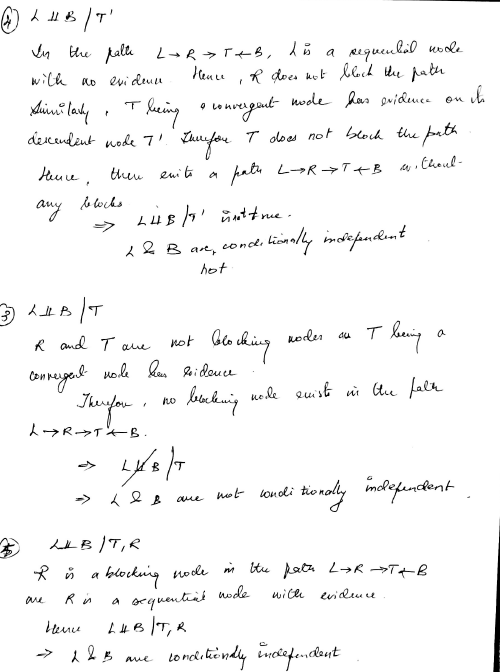 ④ L ⫫ B / T'
In the path L → R → T ← B, L is a sequential node
with no evidence. Hence, R does not block the path
Similarly, T being a convergent node has evidence on its
descendent node T'. Therefore T does not block the path.
Hence, there exits a path L → R → T ← B without
any blocks
⇒ L ⫫ B / T' is not true.
L & B are not conditionally independent
③ L ⫫ B / T
R and T are not blocking nodes as T being a
convergent node has evidence.
Therefore, no blocking node exists in the path
L → R → T ← B.
⇒ L ⫫̸ B / T
⇒ L & B are not conditionally independent.
⑤ L ⫫ B / T, R
R is a blocking node in the path L → R → T ← B
are R is a sequential node with evidence.
Hence L ⫫ B / T, R
⇒ L & B are conditionally independent.